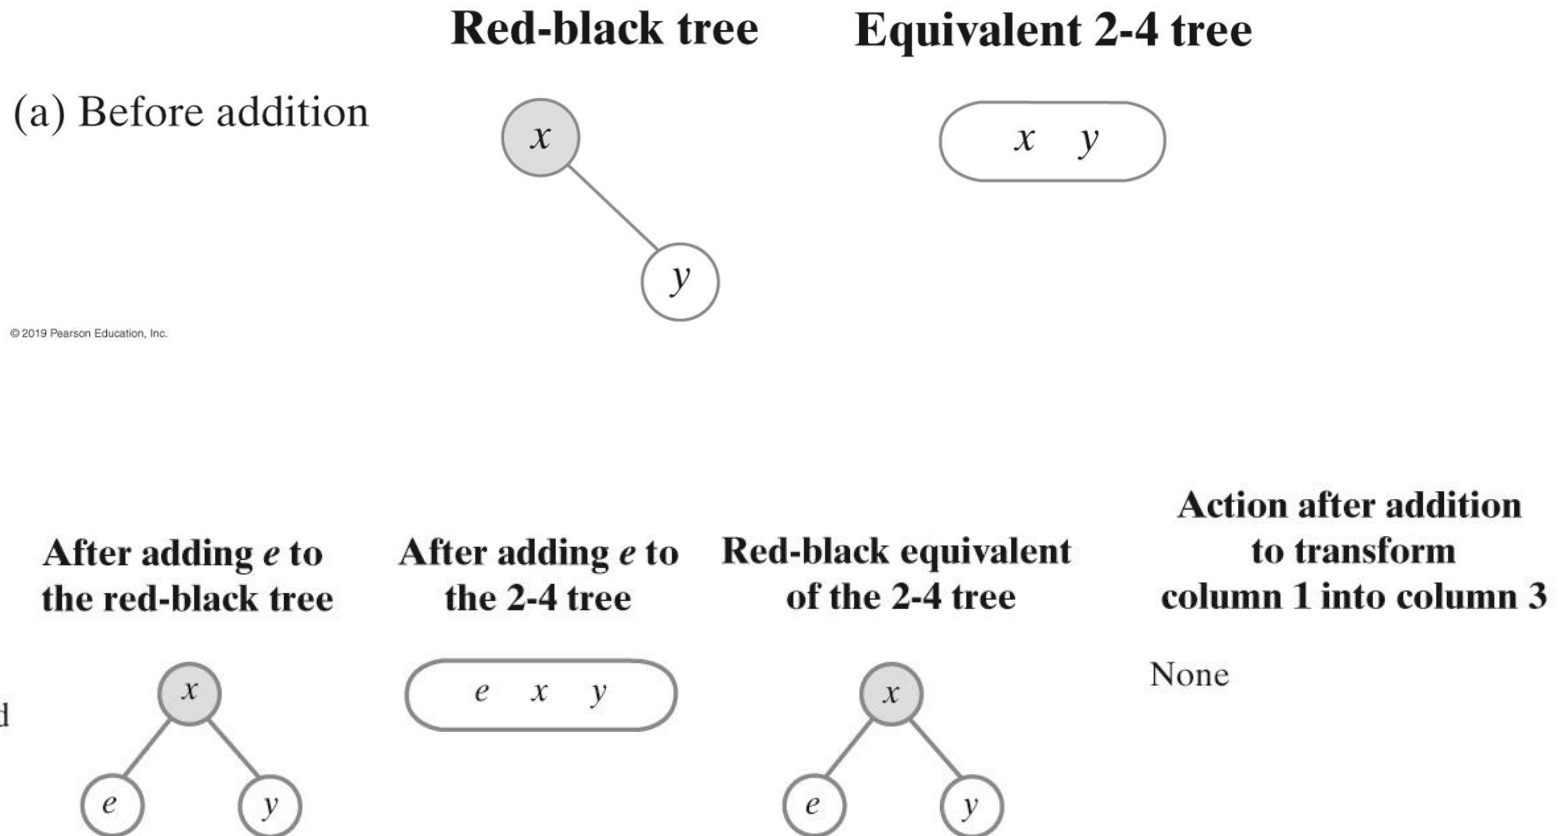 Red-black tree
Equivalent 2-4 tree
(a) Before addition
x
x y
y
© 2019 Pearson Education, Inc.
After adding e to
the red-black tree
After adding e to
the 2-4 tree
Red-black equivalent
of the 2-4 tree
Action after addition
to transform
column 1 into column 3
x
e
y
e x y
x
e
y
None